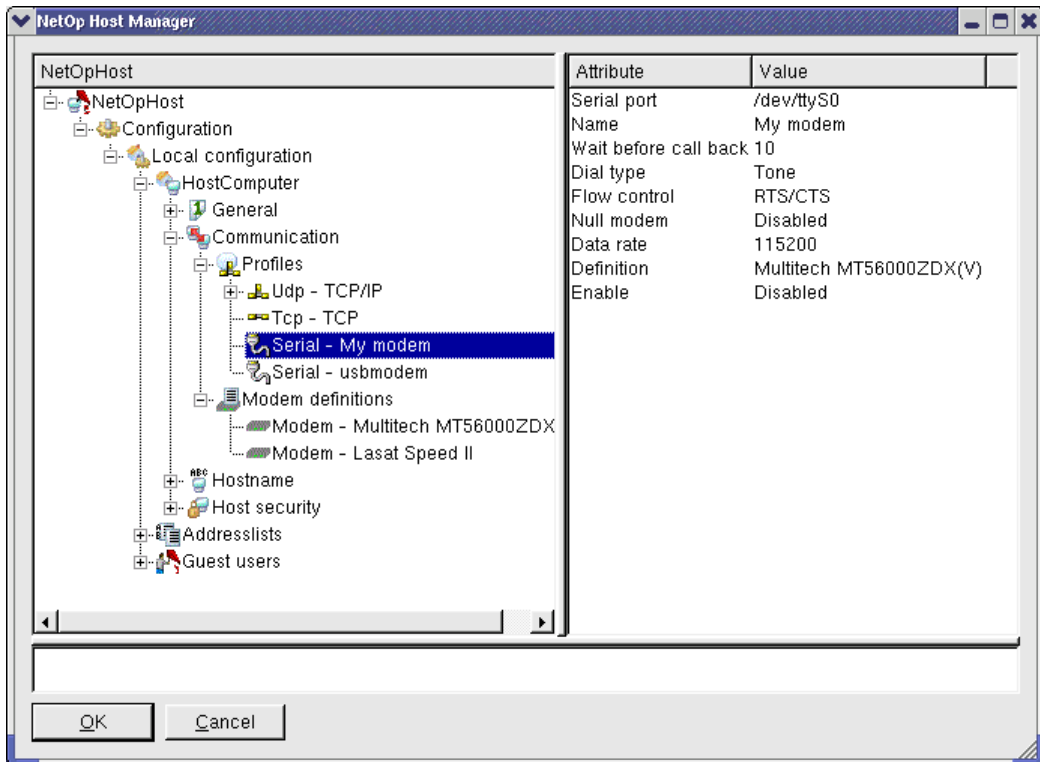 NetOp Host Manager
NetOpHost
NetOpHost
Configuration
Local configuration
HostComputer
General
Communication
Profiles
Udp - TCP/IP
Tcp - TCP
Serial - My modem
Serial - usbmodem
Modem definitions
Modem - Multitech MT56000ZDX
Modem - Lasat Speed II
ABC
Hostname
Host security
Addresslists
Guest users
Attribute Value
Serial port /dev/ttyS0
Name My modem
Wait before call back 10
Dial type Tone
Flow control RTS/CTS
Null modem Disabled
Data rate 115200
Definition Multitech MT56000ZDX(V)
Enable Disabled
OK Cancel